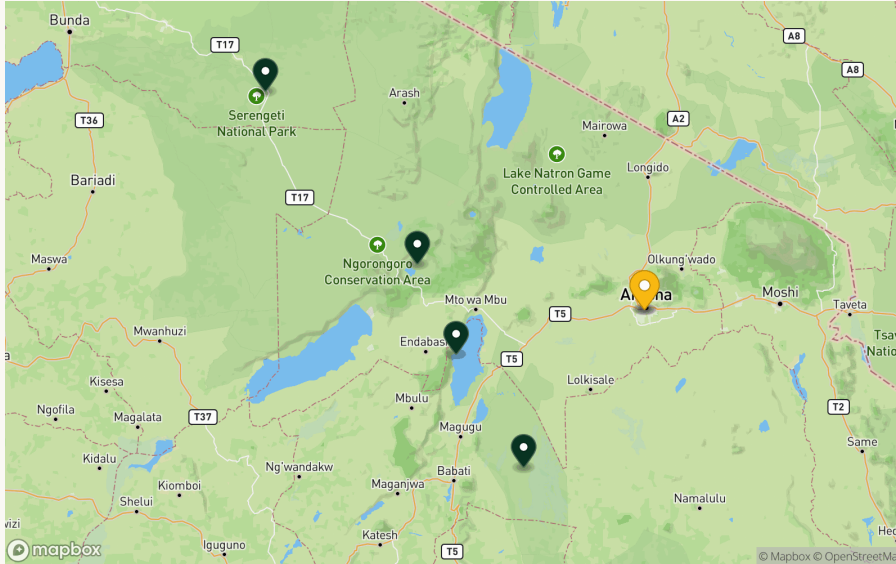 Bunda
T17
A8
A8
Arash
Serengeti
National Park
T36
A2
Mairowa
Lake Natron Game
Controlled Area
Longido
Bariadi
T17
Maswa
Ngorongoro
Conservation Area
Olkung'wado
Mto wa Mbu
Moshi
Taveta
T5
Mwanhuzi
T5
Lolkisale
Kisesa
Mbulu
Ngofila
Magalata
T37
T2
Magugu
Same
Kidalu
Ng'wandakw
Babati
Kiomboi
Maganjwa
Namalulu
Shelui
Katesh
Iguguno
T5
mapbox
© Mapbox © OpenStreetMa